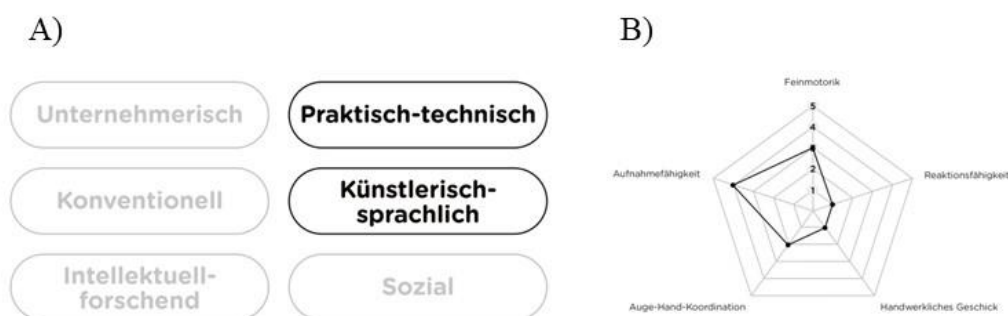 A)
Unternehmerisch
Praktisch-technisch
Konventionell
Künstlerisch-
sprachlich
Intellektuell-
forschend
Sozial
B)
Feinmotorik
5
4
2
1
Aufnahmefähigkeit
Reaktionsfähigkeit
Auge-Hand-Koordination
Handwerkliches Geschick